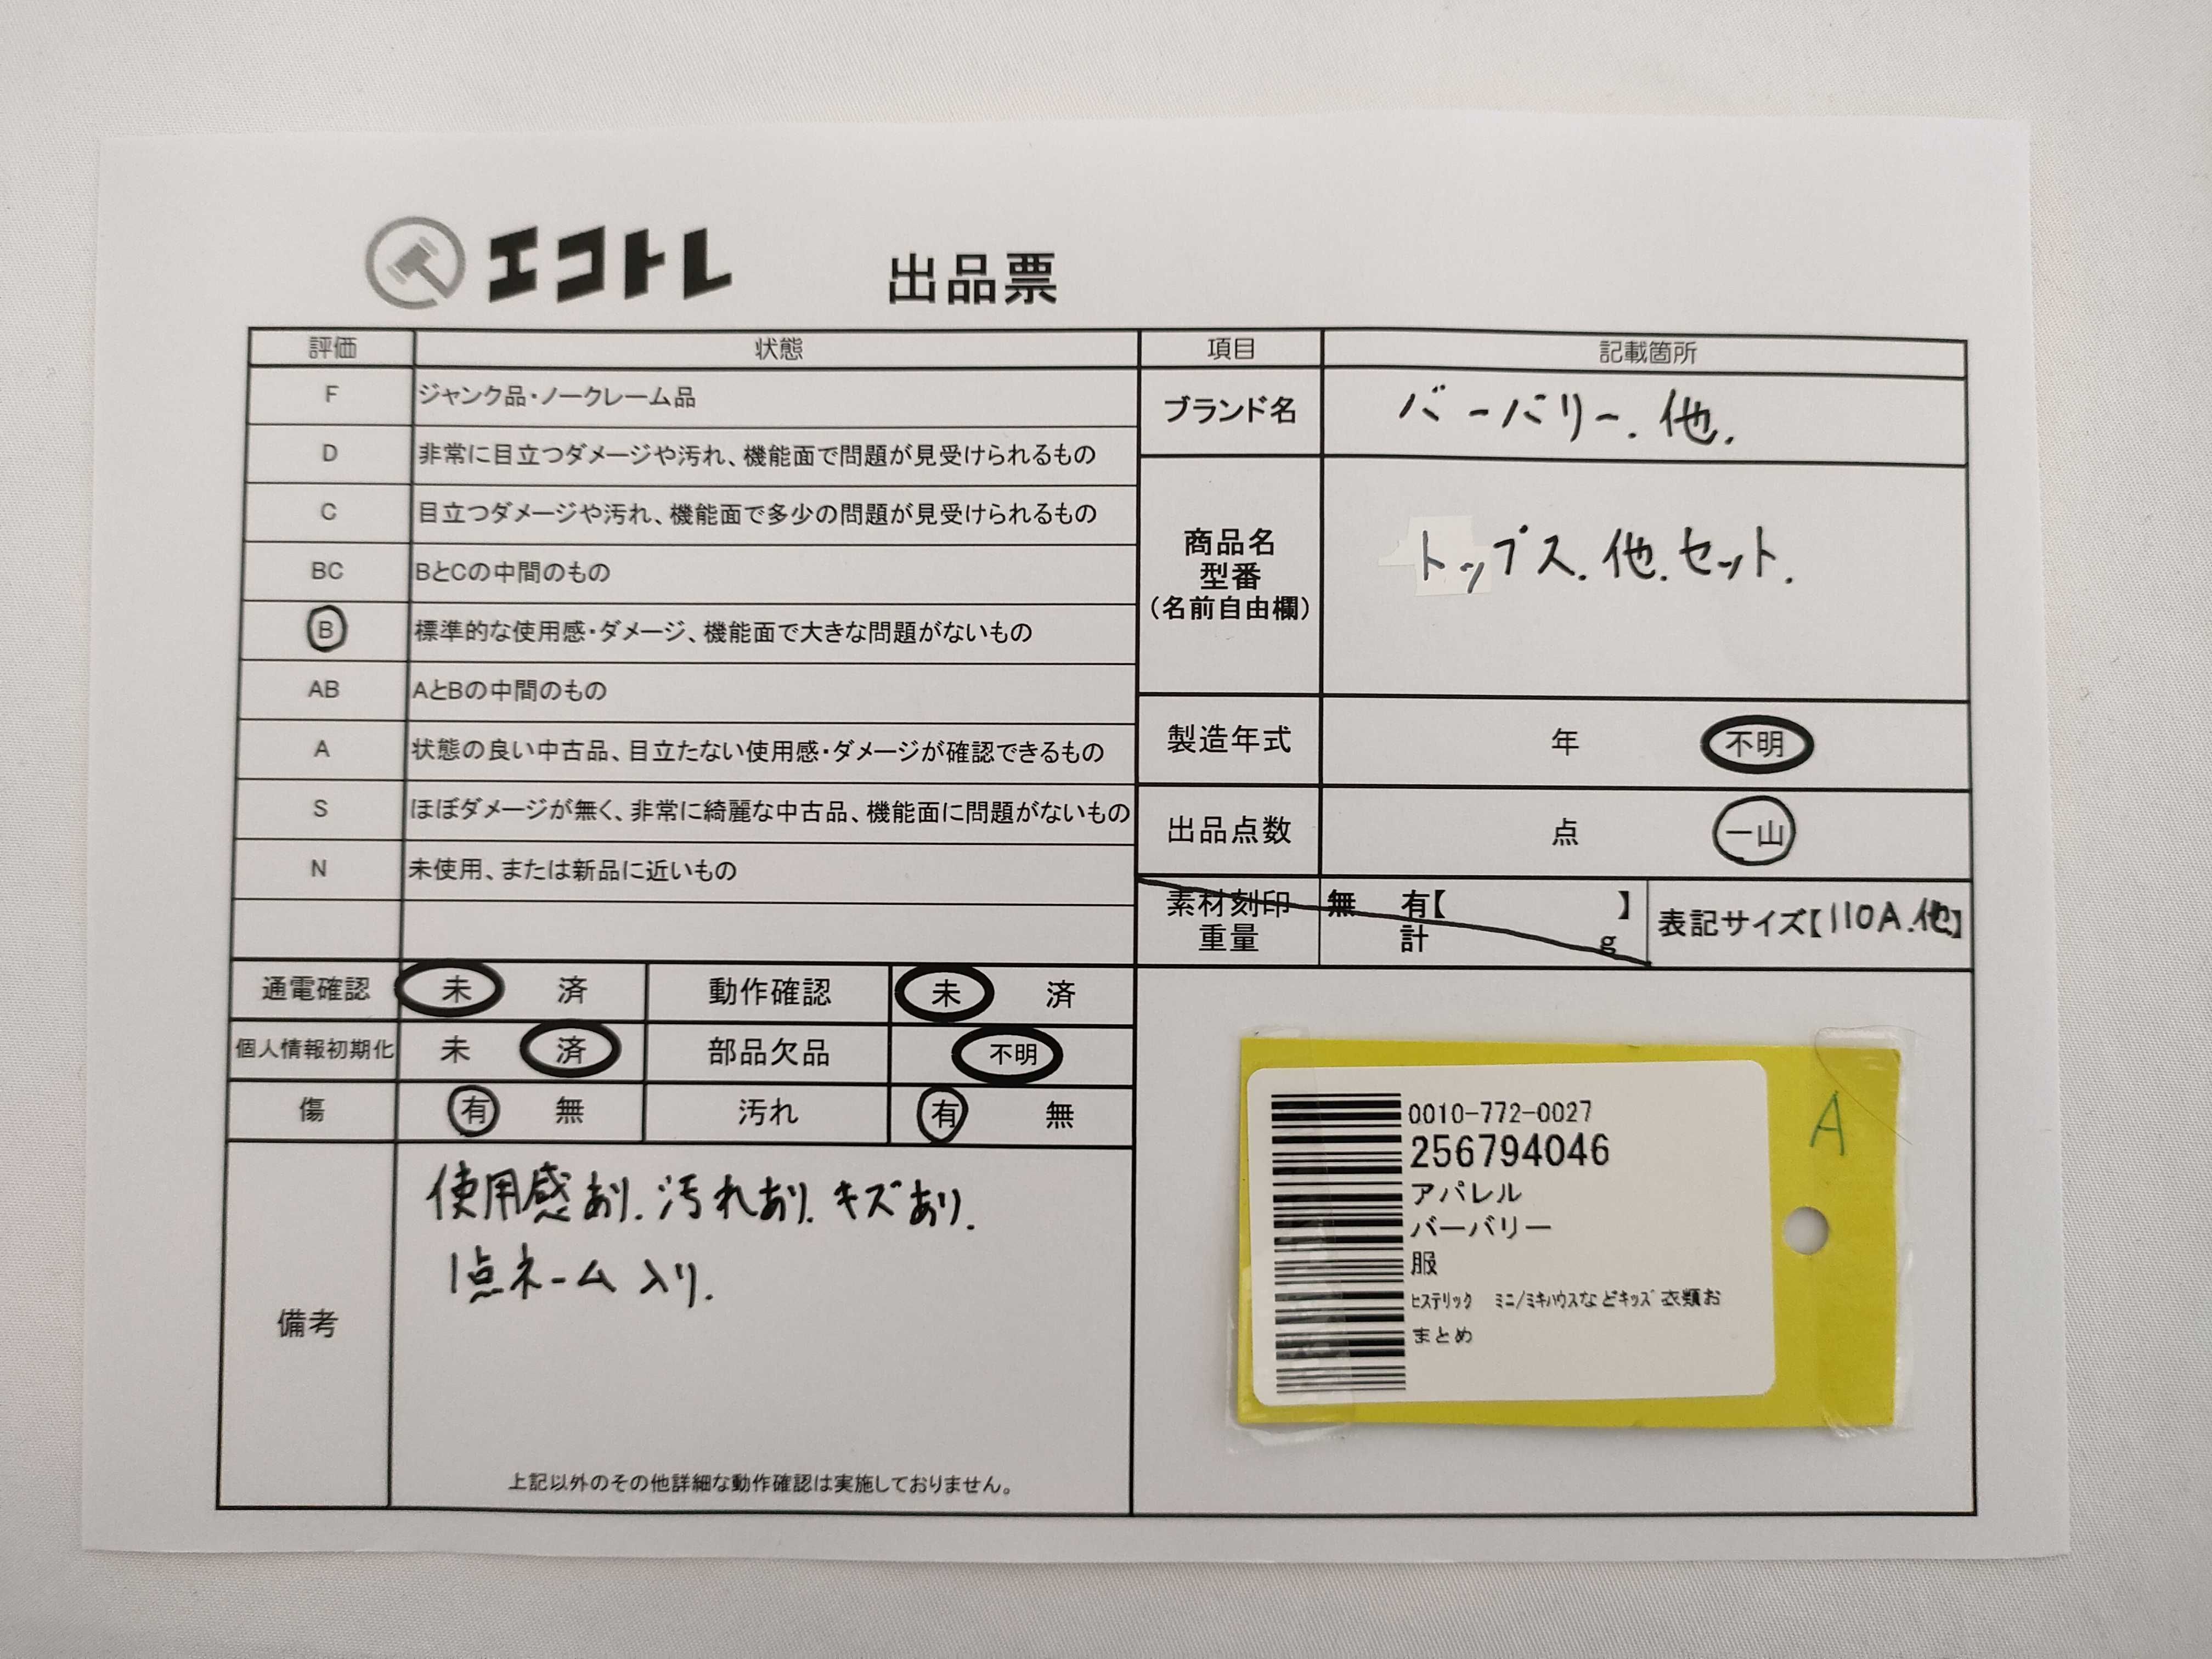 エコトレ 出品票
評価 状態
F ジャンク品・ノークレーム品
D 非常に目立つダメージや汚れ、機能面で問題が見受けられるもの
C 目立つダメージや汚れ、機能面で多少の問題が見受けられるもの
BC BとCの中間のもの
B 標準的な使用感・ダメージ、機能面で大きな問題がないもの
AB AとBの中間のもの
A 状態の良い中古品、目立たない使用感・ダメージが確認できるもの
S ほぼダメージが無く、非常に綺麗な中古品、機能面に問題がないもの
N 未使用、または新品に近いもの
項目 記載箇所
ブランド名 バーバリー. 他.
商品名
型番
(名前自由欄)
トップス. 他. セット.
製造年式 年 不明
出品点数 点 一山
素材刻印 無 有【 】
重量 計 g
表記サイズ【110A.他】
通電確認 未 済 動作確認 未 済
個人情報初期化 未 済 部品欠品 不明
傷 有 無 汚れ 有 無
備考
使用感あり. 汚れあり. キズあり.
1点ネーム入り.
上記以外のその他詳細な動作確認は実施しておりません。
0010-772-0027
256794046
アパレル
バーバリー
服
ﾋｽﾃﾘｯｸ ﾐﾆ/ﾐｷﾊｳｽなどｷｯｽﾞ衣類お
まとめ
A